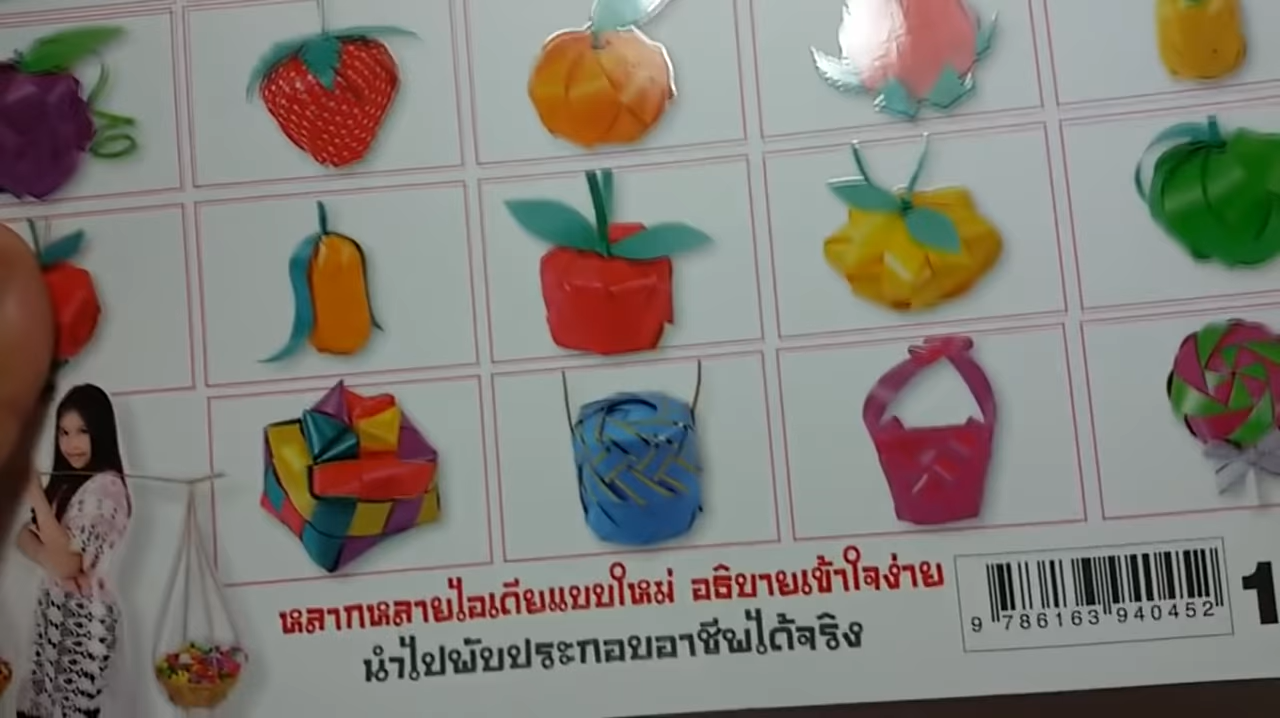 หลากหลายไอเดียแบบใหม่ อธิบายเข้าใจง่าย
นำไปพับประกอบอาชีพได้จริง
9 786163 940452
1